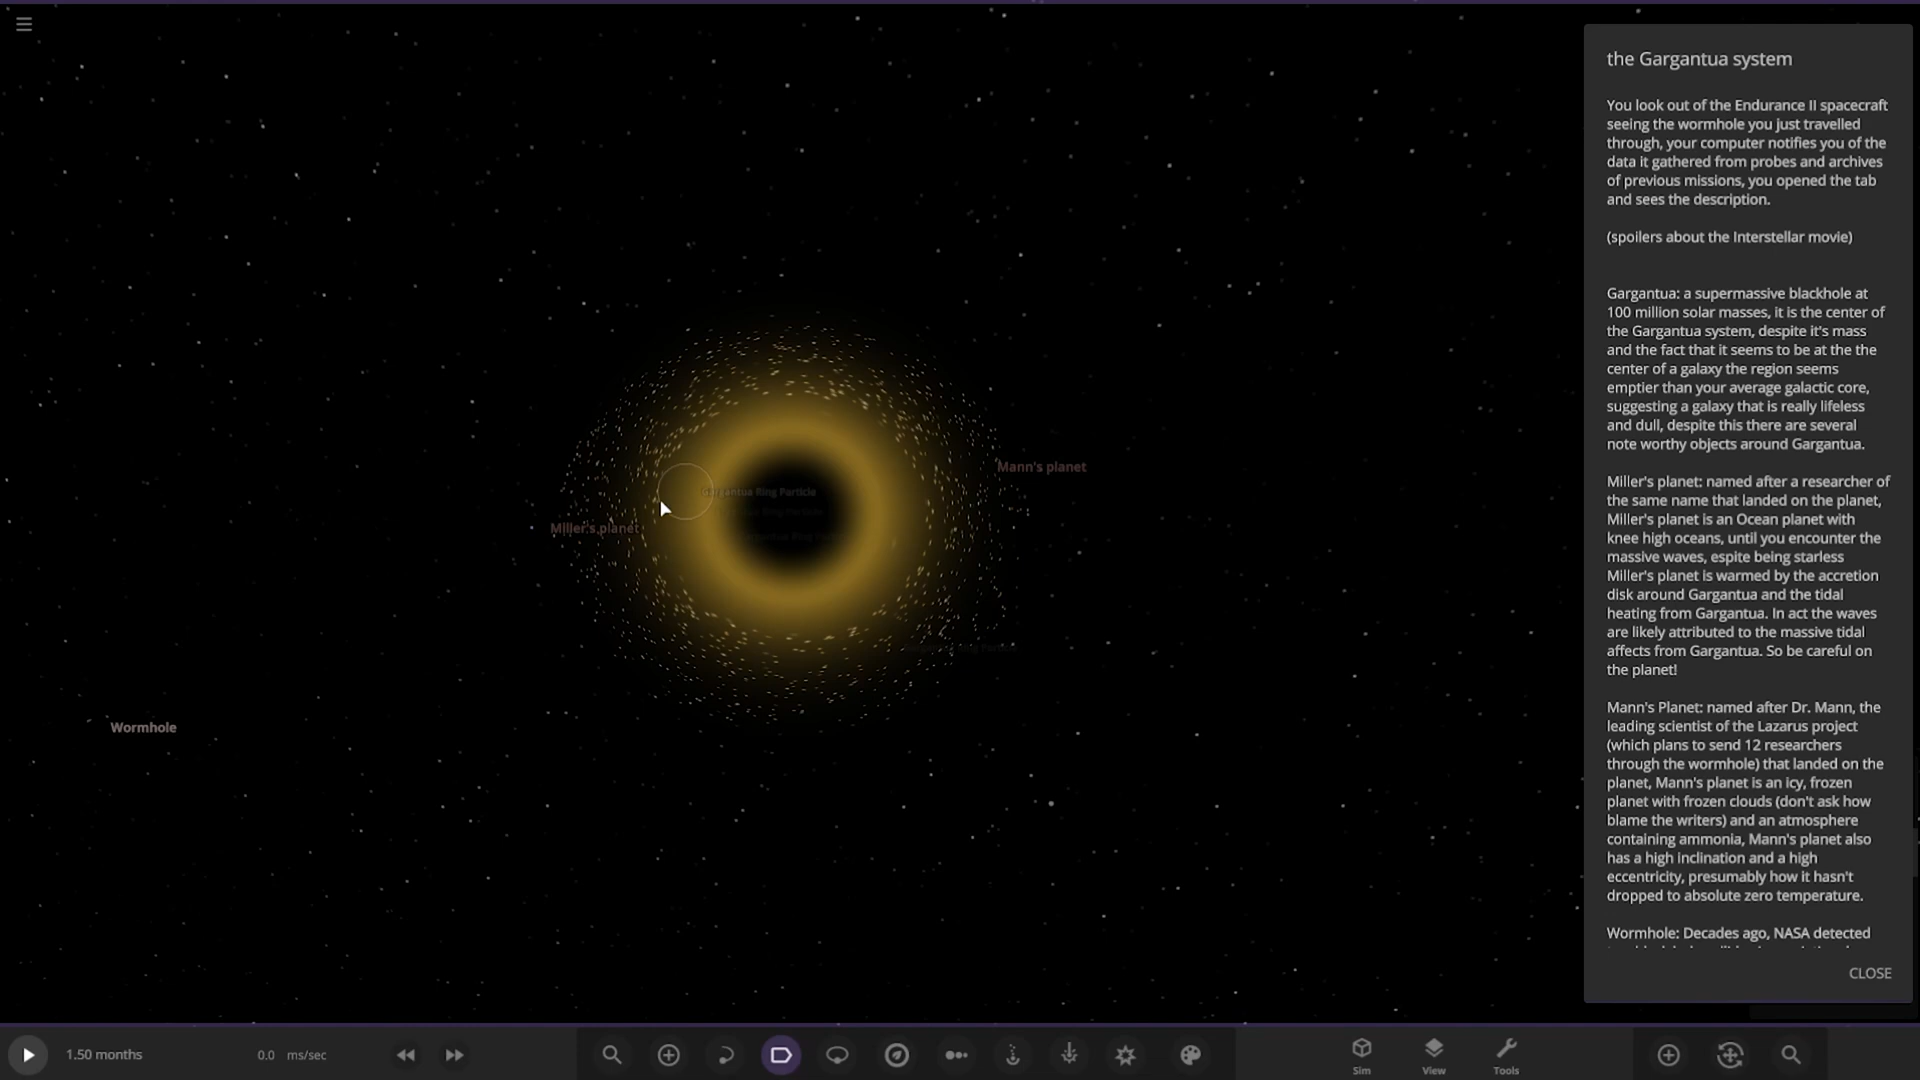 the Gargantua system
You look out of the Endurance II spacecraft
seeing the wormhole you just travelled
through, your computer notifies you of the
data it gathered from probes and archives
of previous missions, you opened the tab
and sees the description.
(spoilers about the Interstellar movie)
Gargantua: a supermassive blackhole at
100 million solar masses, it is the center of
the Gargantua system, despite it's mass
and the fact that it seems to be at the the
center of a galaxy the region seems
emptier than your average galactic core,
suggesting a galaxy that is really lifeless
and dull, despite this there are several
note worthy objects around Gargantua.
Miller's planet: named after a researcher of
the same name that landed on the planet,
Miller's planet is an Ocean planet with
knee high oceans, until you encounter the
massive waves, espite being starless
Miller's planet is warmed by the accretion
disk around Gargantua and the tidal
heating from Gargantua. In act the waves
are likely attributed to the massive tidal
affects from Gargantua. So be careful on
the planet!
Mann's Planet: named after Dr. Mann, the
leading scientist of the Lazarus project
(which plans to send 12 researchers
through the wormhole) that landed on the
planet, Mann's planet is an icy, frozen
planet with frozen clouds (don't ask how
blame the writers) and an atmosphere
containing ammonia, Mann's planet also
has a high inclination and a high
eccentricity, presumably how it hasn't
dropped to absolute zero temperature.
Wormhole: Decades ago, NASA detected
CLOSE
Mann's planet
Gargantua Ring Particle
Miller's planet
Wormhole
1.50 months
0.0 ms/sec
Sim
View
Tools